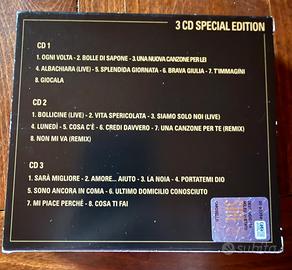 3 CD SPECIAL EDITION
CD 1
1. OGNI VOLTA - 2. BOLLE DI SAPONE - 3. UNA NUOVA CANZONE PER LEI
4. ALBACHIARA (LIVE) - 5. SPLENDIDA GIORNATA - 6. BRAVA GIULIA - 7. T'IMMAGÍNI
8. GIOCALA
CD 2
1. BOLLICINE (LIVE) - 2. VITA SPERICOLATA - 3. SIAMO SOLO NOI (LIVE)
4. LUNEDÌ - 5. COSA C'È - 6. CREDI DAVVERO - 7. UNA CANZONE PER TE (REMIX)
8. NON MI VA (REMIX)
CD 3
1. SARÀ MIGLIORE - 2. AMORE... AIUTO - 3. LA NOIA - 4. PORTATEMI DIO
5. SONO ANCORA IN COMA - 6. ULTIMO DOMICILIO CONOSCIUTO
7. MI PIACE PERCHÉ - 8. COSA TI FAI
SIAE
subito